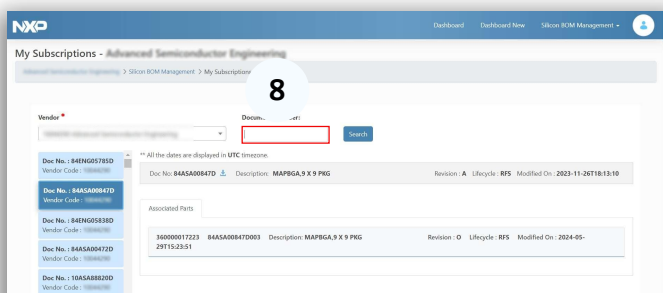 NXP
Dashboard Dashboard New Silicon BOM Management
My Subscriptions -
> Silicon BOM Management > My Subscriptions
8
Vendor *
Search
** All the dates are displayed in UTC timezone.
Doc No. : 84ENG05785D
Vendor Code :
Doc No: 84ASA00847D Description: MAPBGA,9 X 9 PKG Revision : A Lifecycle : RFS Modified On : 2023-11-26T18:13:10
Doc No. : 84ASA00847D
Vendor Code :
Associated Parts
Doc No. : 84ENG05838D
Vendor Code :
360000017223 84ASA00847D003 Description: MAPBGA,9 X 9 PKG Revision : O Lifecycle : RFS Modified On : 2024-05-
29T15:23:51
Doc No. : 84ASA00472D
Vendor Code :
Doc No. : 10ASA88820D
Vendor Code :